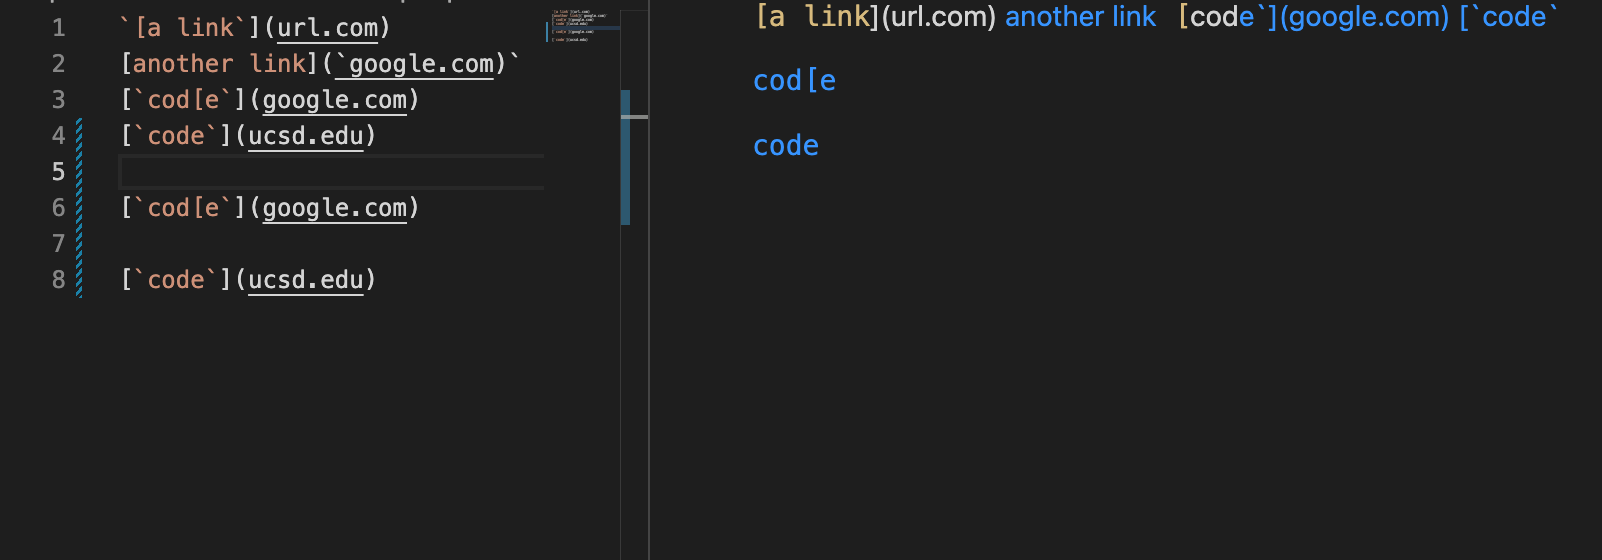 1 `[a link`](url.com)
2 [another link](`google.com)`
3 [`cod[e`](google.com)
4 [`code`](ucsd.edu)
5
6 [`cod[e`](google.com)
7
8 [`code`](ucsd.edu)
[a link](url.com) another link [code`](google.com) [`code`
cod[e
code